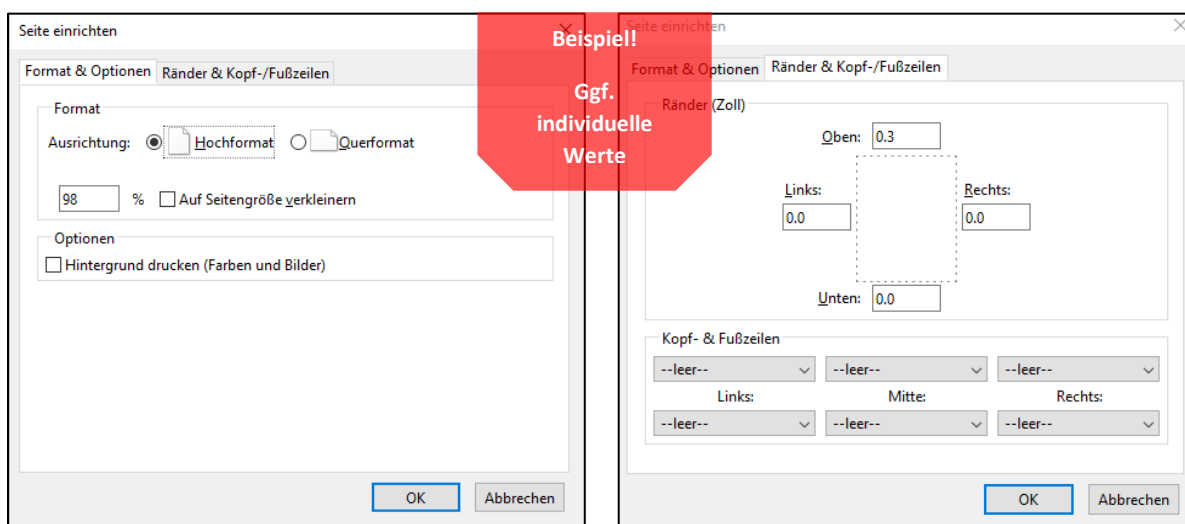 Seite einrichten
Format & Optionen Ränder & Kopf-/Fußzeilen
Format
Ausrichtung: Hochformat Querformat
98 % Auf Seitengröße verkleinern
Optionen
Hintergrund drucken (Farben und Bilder)
OK Abbrechen
Beispiel!
Ggf.
individuelle
Werte
Seite einrichten
Format & Optionen Ränder & Kopf-/Fußzeilen
Ränder (Zoll)
Oben: 0.3
Links: Rechts:
0.0 0.0
Unten: 0.0
Kopf- & Fußzeilen
--leer-- --leer-- --leer--
Links: Mitte: Rechts:
--leer-- --leer-- --leer--
OK Abbrechen